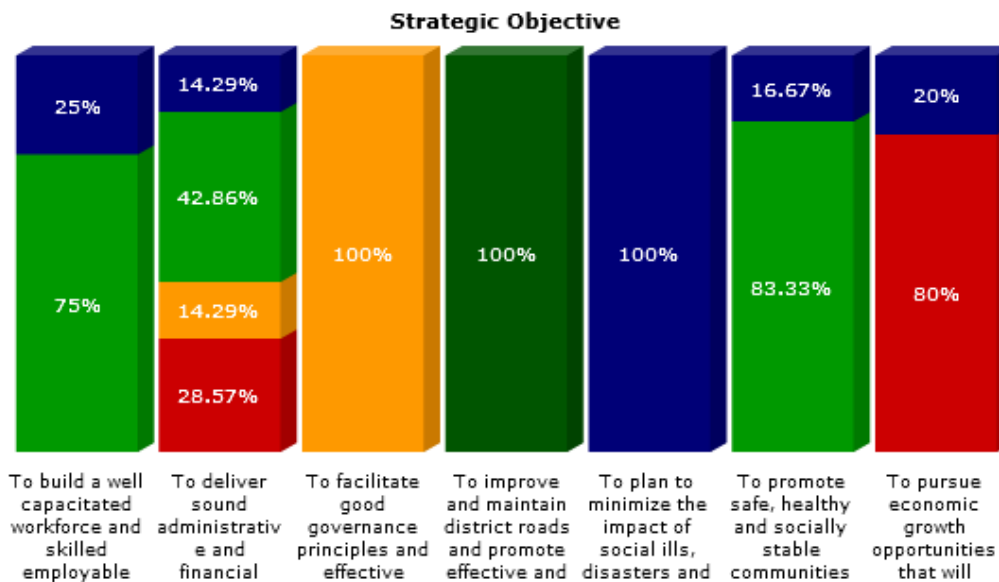 Strategic Objective
25%
75%
14.29%
42.86%
14.29%
28.57%
100%
100%
100%
16.67%
83.33%
20%
80%
To build a well
capacitated
workforce and
skilled
employable
To deliver
sound
administrativ
e and
financial
To facilitate
good
governance
principles and
effective
To improve
and maintain
district roads
and promote
effective and
To plan to
minimize the
impact of
social ills,
disasters and
To promote
safe, healthy
and socially
stable
communities
To pursue
economic
growth
opportunities
that will